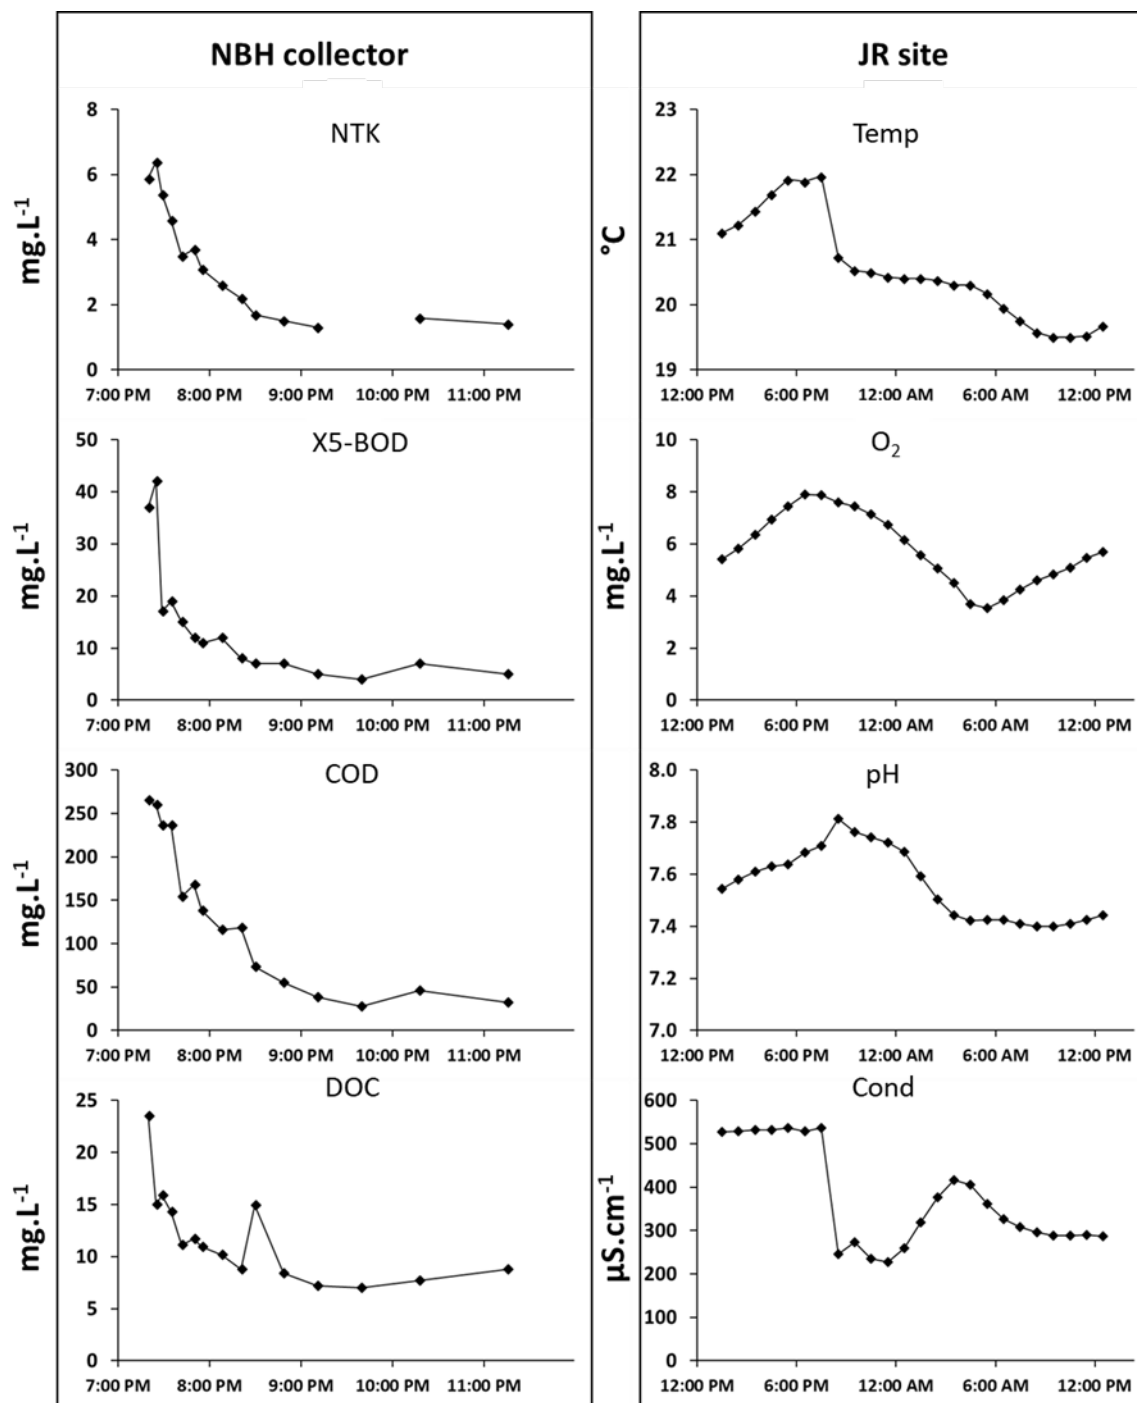 NBH collector
NTK
mg.L-1
8
6
4
2
0
7:00 PM 8:00 PM 9:00 PM 10:00 PM 11:00 PM
X5-BOD
mg.L-1
50
40
30
20
10
0
7:00 PM 8:00 PM 9:00 PM 10:00 PM 11:00 PM
COD
mg.L-1
300
250
200
150
100
50
0
7:00 PM 8:00 PM 9:00 PM 10:00 PM 11:00 PM
DOC
mg.L-1
25
20
15
10
5
0
7:00 PM 8:00 PM 9:00 PM 10:00 PM 11:00 PM
JR site
Temp
°C
23
22
21
20
19
12:00 PM 6:00 PM 12:00 AM 6:00 AM 12:00 PM
O2
mg.L-1
10
8
6
4
2
0
12:00 PM 6:00 PM 12:00 AM 6:00 AM 12:00 PM
pH
8.0
7.8
7.6
7.4
7.2
7.0
12:00 PM 6:00 PM 12:00 AM 6:00 AM 12:00 PM
Cond
µS.cm-1
600
500
400
300
200
100
0
12:00 PM 6:00 PM 12:00 AM 6:00 AM 12:00 PM